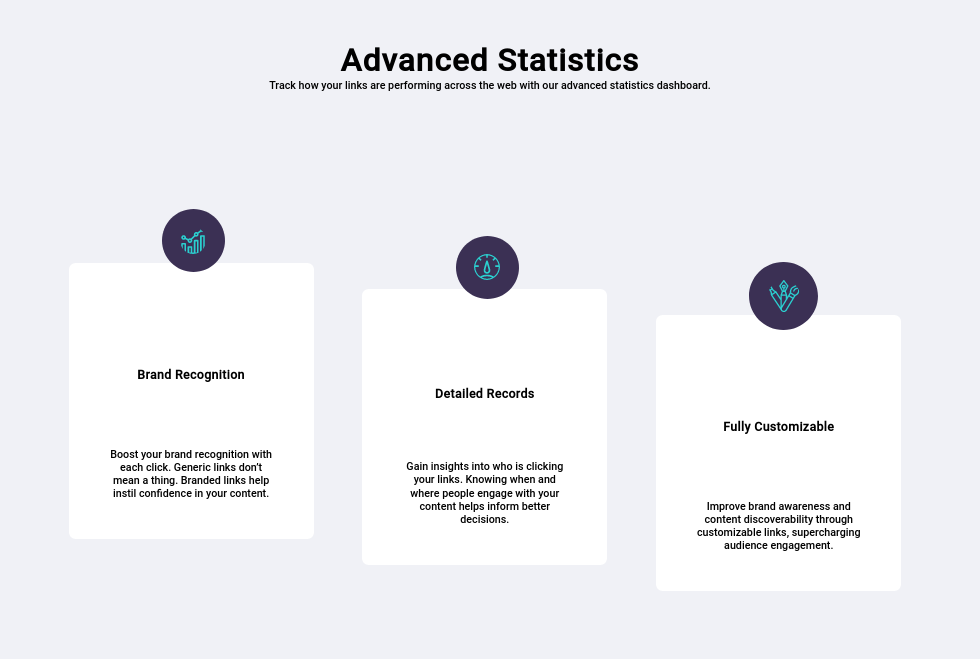 Advanced Statistics
Track how your links are performing across the web with our advanced statistics dashboard.
Brand Recognition
Boost your brand recognition with
each click. Generic links don't
mean a thing. Branded links help
instil confidence in your content.
Detailed Records
Gain insights into who is clicking
your links. Knowing when and
where people engage with your
content helps inform better
decisions.
Fully Customizable
Improve brand awareness and
content discoverability through
customizable links, supercharging
audience engagement.